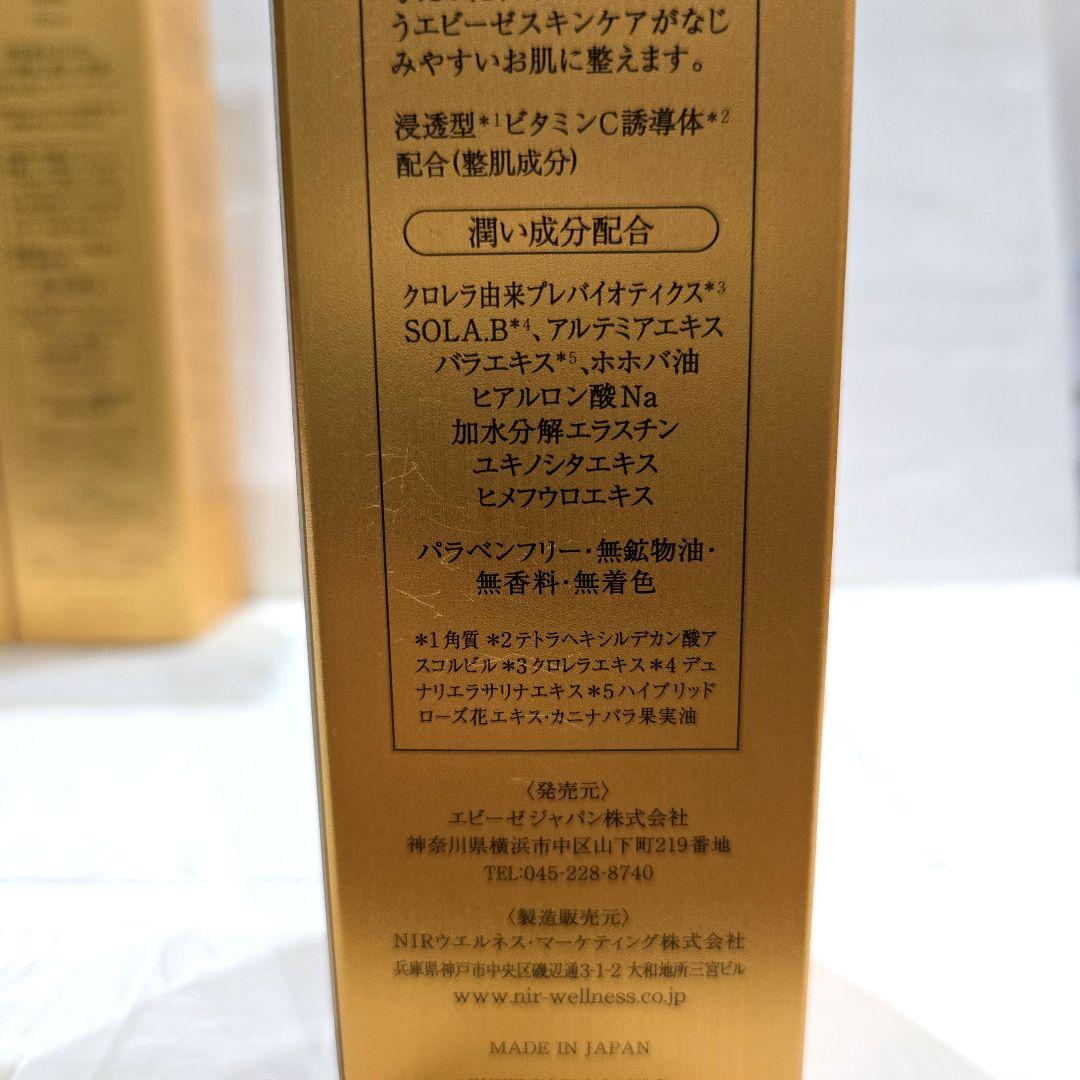 うエビーゼスキンケアがなじ
みやすいお肌に整えます。
浸透型*1ビタミンC誘導体*2
配合(整肌成分)
潤い成分配合
クロレラ由来プレバイオティクス*3
SOLA.B*4、アルテミアエキス
バラエキス*5、ホホバ油
ヒアルロン酸Na
加水分解エラスチン
ユキノシタエキス
ヒメフウロエキス
パラベンフリー・無鉱物油・
無香料・無着色
*1角質 *2テトラヘキシルデカン酸ア
スコルビル*3クロレラエキス*4デュ
ナリエラサリナエキス*5ハイブリッド
ローズ花エキス・カニナバラ果実油
〈発売元〉
エビーゼジャパン株式会社
神奈川県横浜市中区山下町219番地
TEL:045-228-8740
〈製造販売元〉
NIRウエルネス・マーケティング株式会社
兵庫県神戸市中央区磯辺通3-1-2 大和地所三宮ビル
www.nir-wellness.co.jp
MADE IN JAPAN